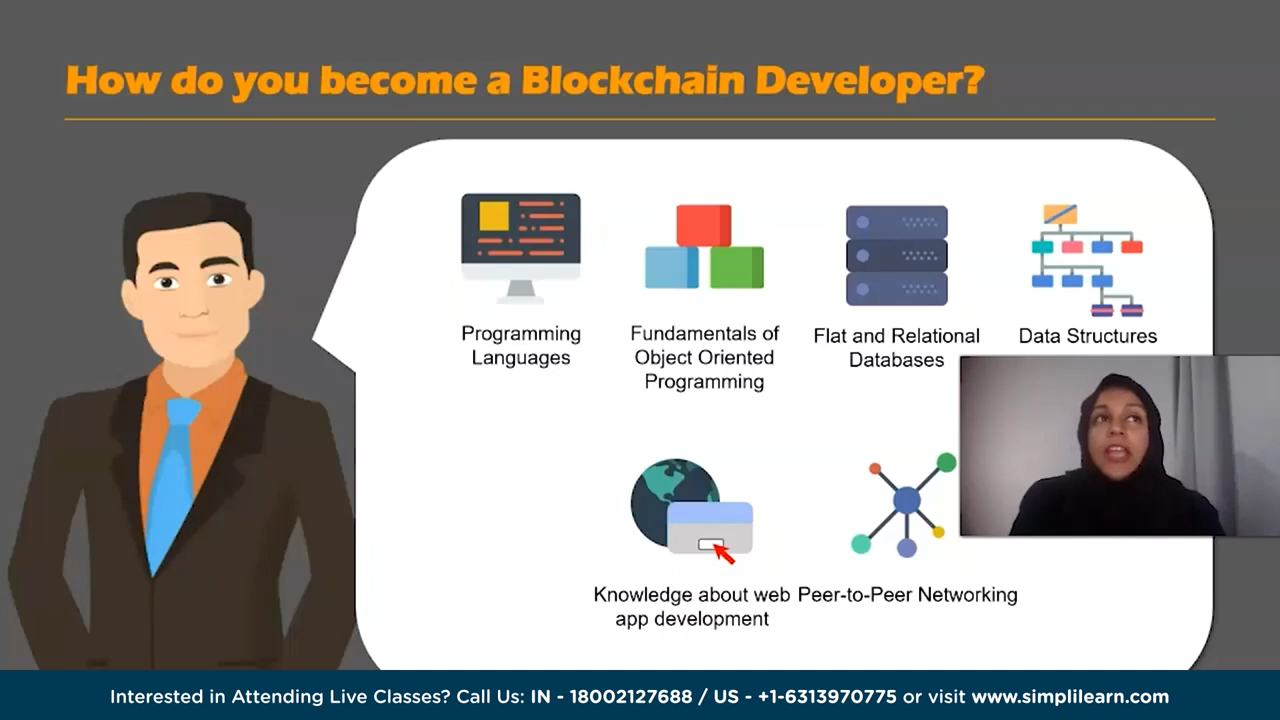 How do you become a Blockchain Developer?
Programming
Languages
Fundamentals of
Object Oriented
Programming
Flat and Relational
Databases
Data Structures
Knowledge about web
app development
Peer-to-Peer Networking
Interested in Attending Live Classes? Call Us: IN - 18002127688 / US - +1-6313970775 or visit www.simplilearn.com